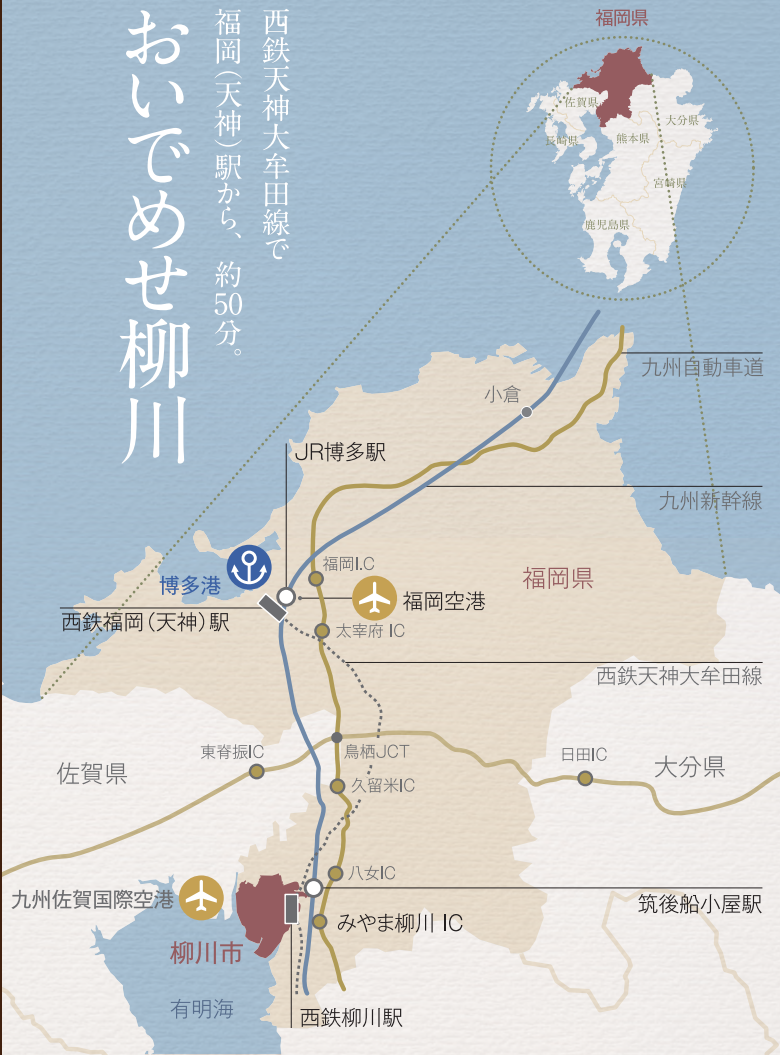 西鉄天神大牟田線で
福岡(天神)駅から、約50分。
おいでめせ柳川
福岡県
佐賀県
大分県
長崎県
熊本県
宮崎県
鹿児島県
九州自動車道
小倉
JR博多駅
九州新幹線
福岡I.C
福岡県
博多港
福岡空港
西鉄福岡(天神)駅
太宰府 IC
西鉄天神大牟田線
東脊振IC
鳥栖JCT
日田IC
佐賀県
大分県
久留米IC
八女IC
九州佐賀国際空港
筑後船小屋駅
みやま柳川 IC
柳川市
有明海
西鉄柳川駅